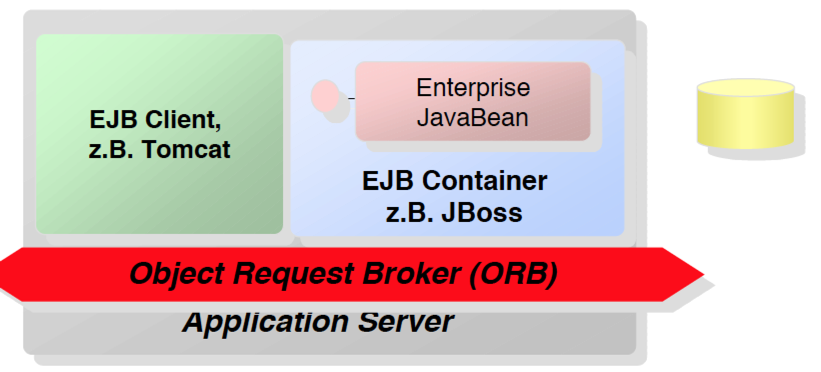 EJB Client,
z.B. Tomcat
Enterprise
JavaBean
EJB Container
z.B. JBoss
Object Request Broker (ORB)
Application Server